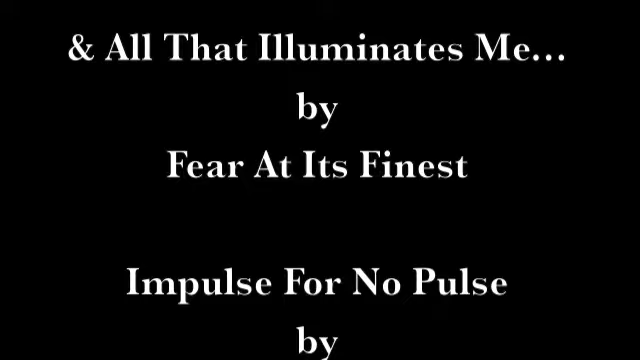 & All That Illuminates Me...
by
Fear At Its Finest
Impulse For No Pulse
by